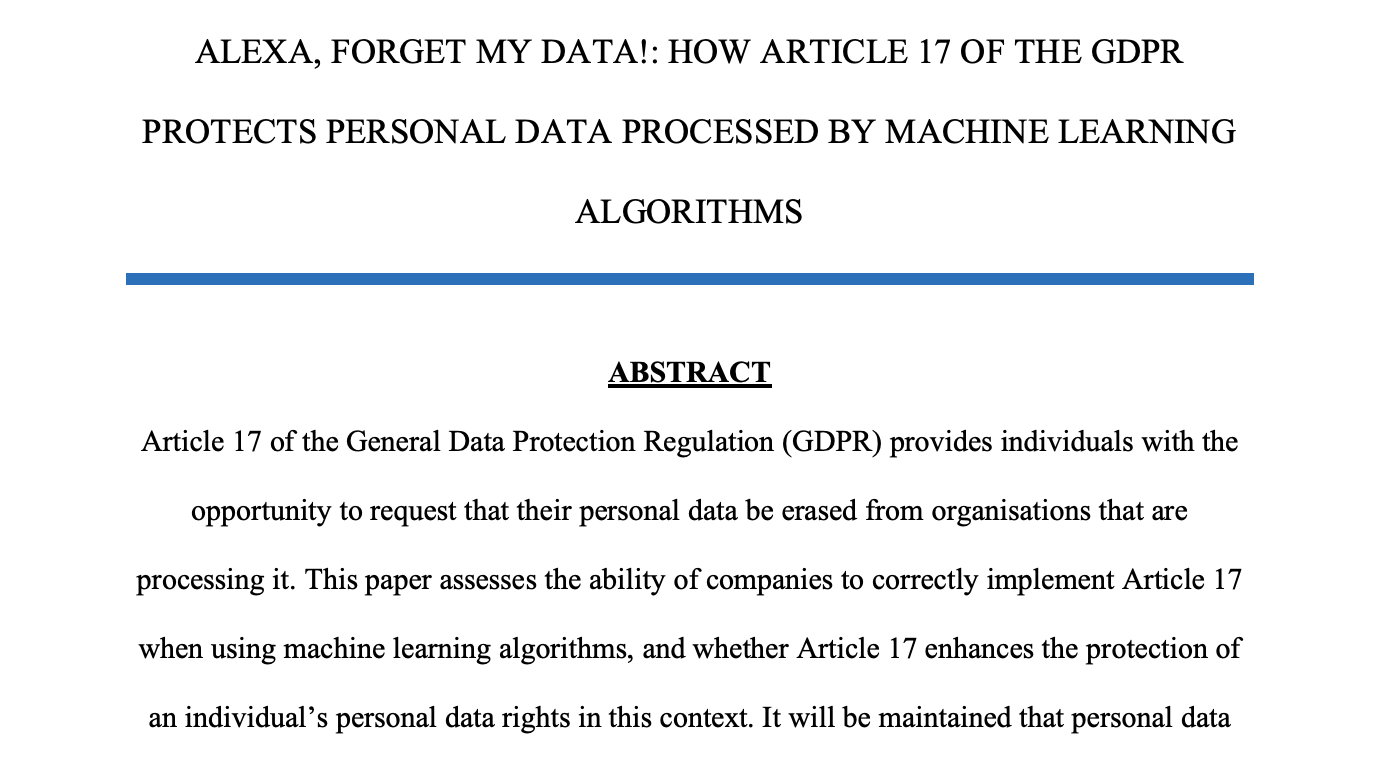 ALEXA, FORGET MY DATA!: HOW ARTICLE 17 OF THE GDPR
PROTECTS PERSONAL DATA PROCESSED BY MACHINE LEARNING
ALGORITHMS
ABSTRACT
Article 17 of the General Data Protection Regulation (GDPR) provides individuals with the
opportunity to request that their personal data be erased from organisations that are
processing it. This paper assesses the ability of companies to correctly implement Article 17
when using machine learning algorithms, and whether Article 17 enhances the protection of
an individual’s personal data rights in this context. It will be maintained that personal data